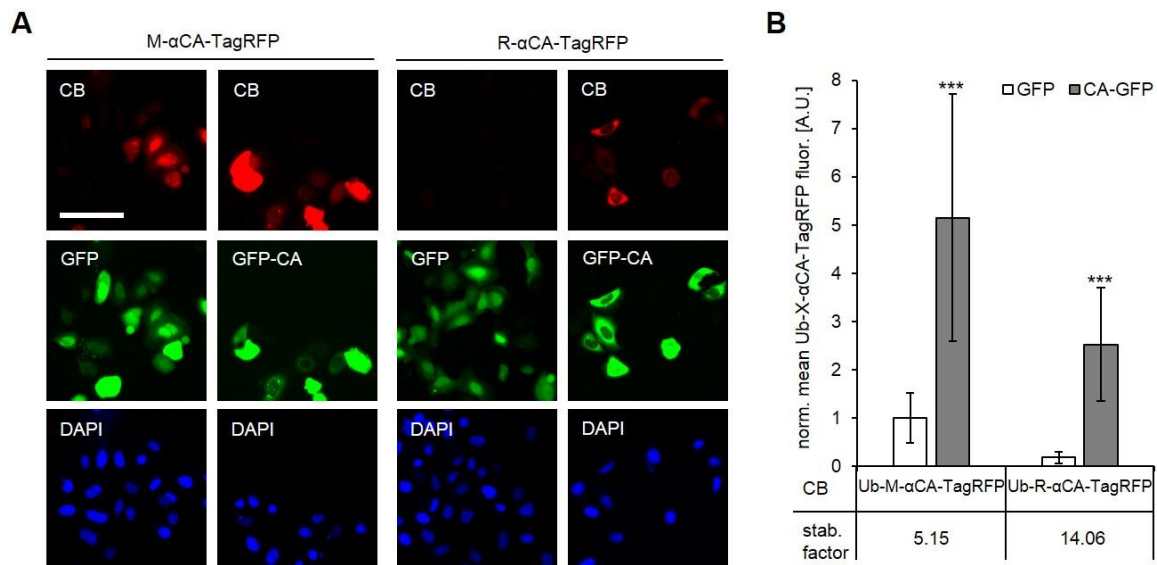 A
M-αCA-TagRFP
R-αCA-TagRFP
CB
CB
CB
CB
GFP
GFP-CA
GFP
GFP-CA
DAPI
DAPI
DAPI
DAPI
B
norm. mean Ub-X-αCA-TagRFP fluor. [A.U.]
8
7
6
5
4
3
2
1
0
***
***
GFP
CA-GFP
CB
Ub-M-αCA-TagRFP
Ub-R-αCA-TagRFP
stab.
factor
5.15
14.06